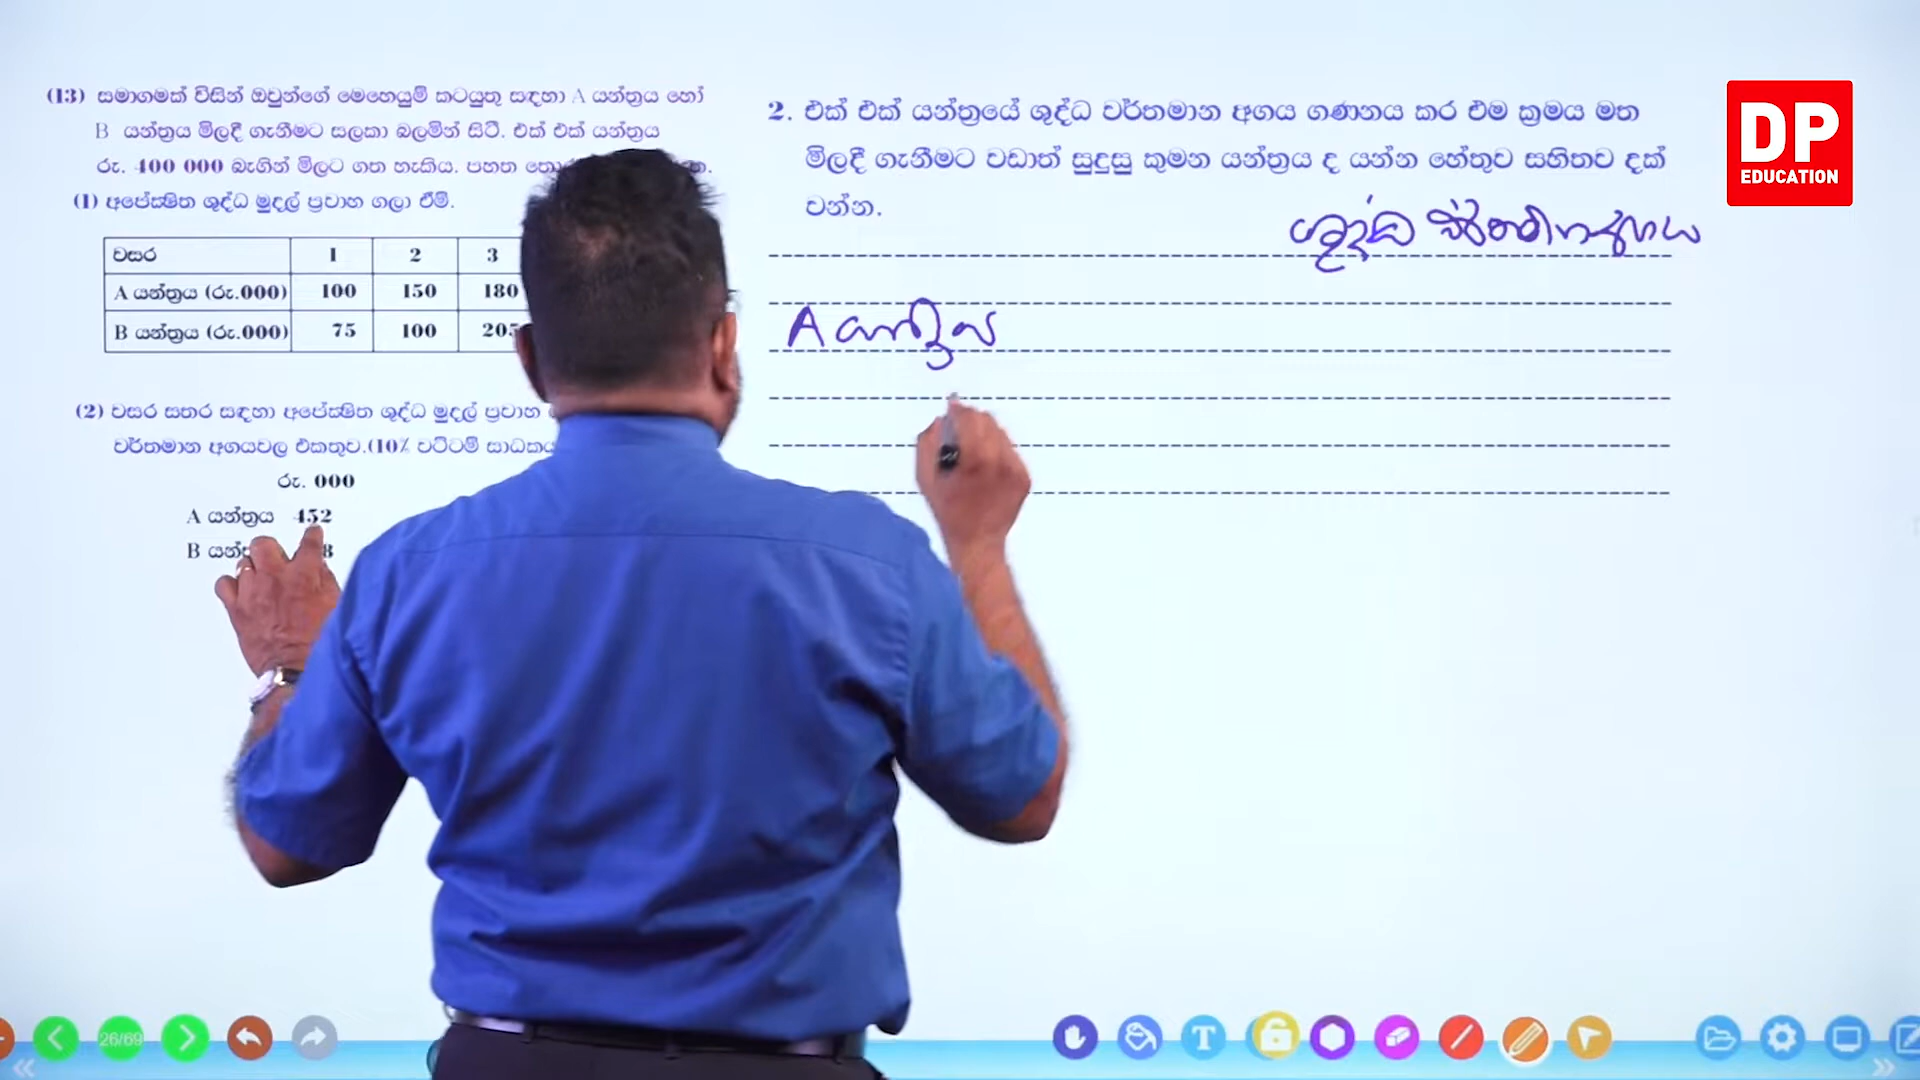 (13) සමාගමක් විසින් ඔවුන්ගේ මෙහෙයුම් කටයුතු සඳහා A යන්ත්‍රය හෝ
B යන්ත්‍රය මිලදී ගැනීමට සලකා බලමින් සිටී. එක් එක් යන්ත්‍රය
රු. 400 000 බැගින් මිලට ගත හැකිය. පහත
(1) අපේක්ෂිත ශුද්ධ මුදල් ප්‍රවාහ ගලා ඒම්.
වසර 1 2 3
A යන්ත්‍රය (රු.000) 100 150 180
B යන්ත්‍රය (රු.000) 75 100 205
(2) වසර සතර සඳහා අපේක්ෂිත ශුද්ධ මුදල් ප්‍රවාහ
වර්තමාන අගයවල එකතුව.(10% වට්ටම් සාධකය
රු. 000
A යන්ත්‍රය 452
B
2. එක් එක් යන්ත්‍රයේ ශුද්ධ වර්තමාන අගය ගණනය කර එම ක්‍රමය මත
මිලදී ගැනීමට වඩාත් සුදුසු කුමන යන්ත්‍රය ද යන්න හේතුව සහිතව දක්
වන්න.
ශුද්ධ වර්තමාන අගය
A යන්ත්‍රය
DP
EDUCATION
26/69